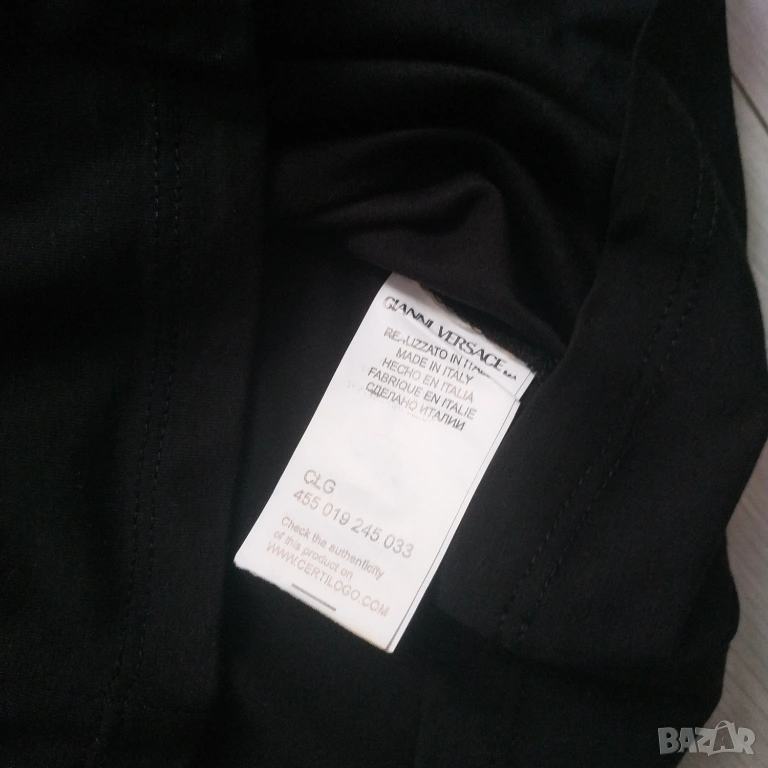 GIANNI VERSACE
REALIZZATO IN
MADE IN ITALY
HECHO EN ITALIA
FABRIQUE EN ITALIE
СДЕЛАНО ИТАЛИИ
CLG
455 019 245 033
Check the authenticity
of this product on
WWW.CERTILOGO.COM
BAZAR